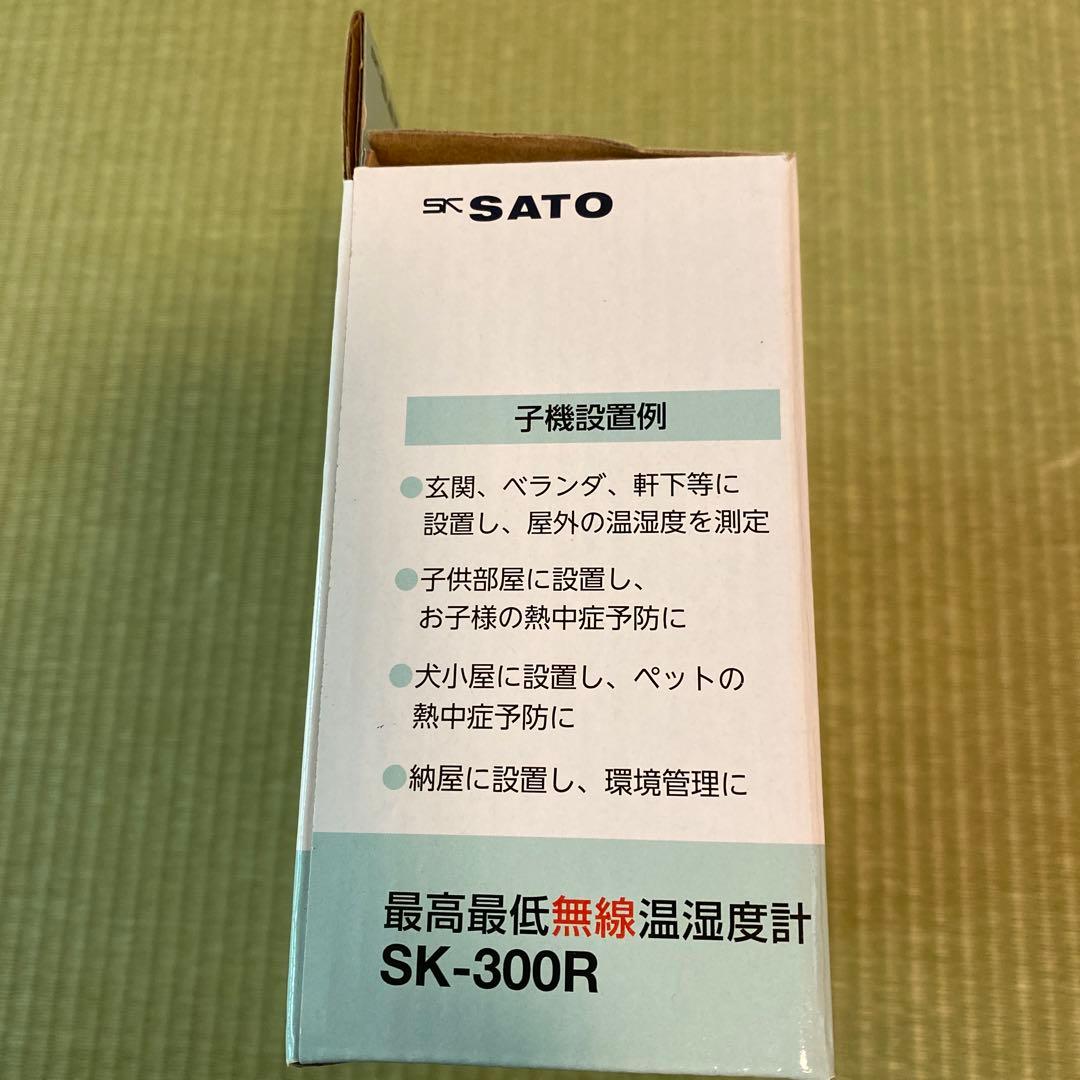 SK SATO
子機設置例
●玄関、ベランダ、軒下等に
設置し、屋外の温湿度を測定
●子供部屋に設置し、
お子様の熱中症予防に
●犬小屋に設置し、ペットの
熱中症予防に
●納屋に設置し、環境管理に
最高最低無線温湿度計
SK-300R